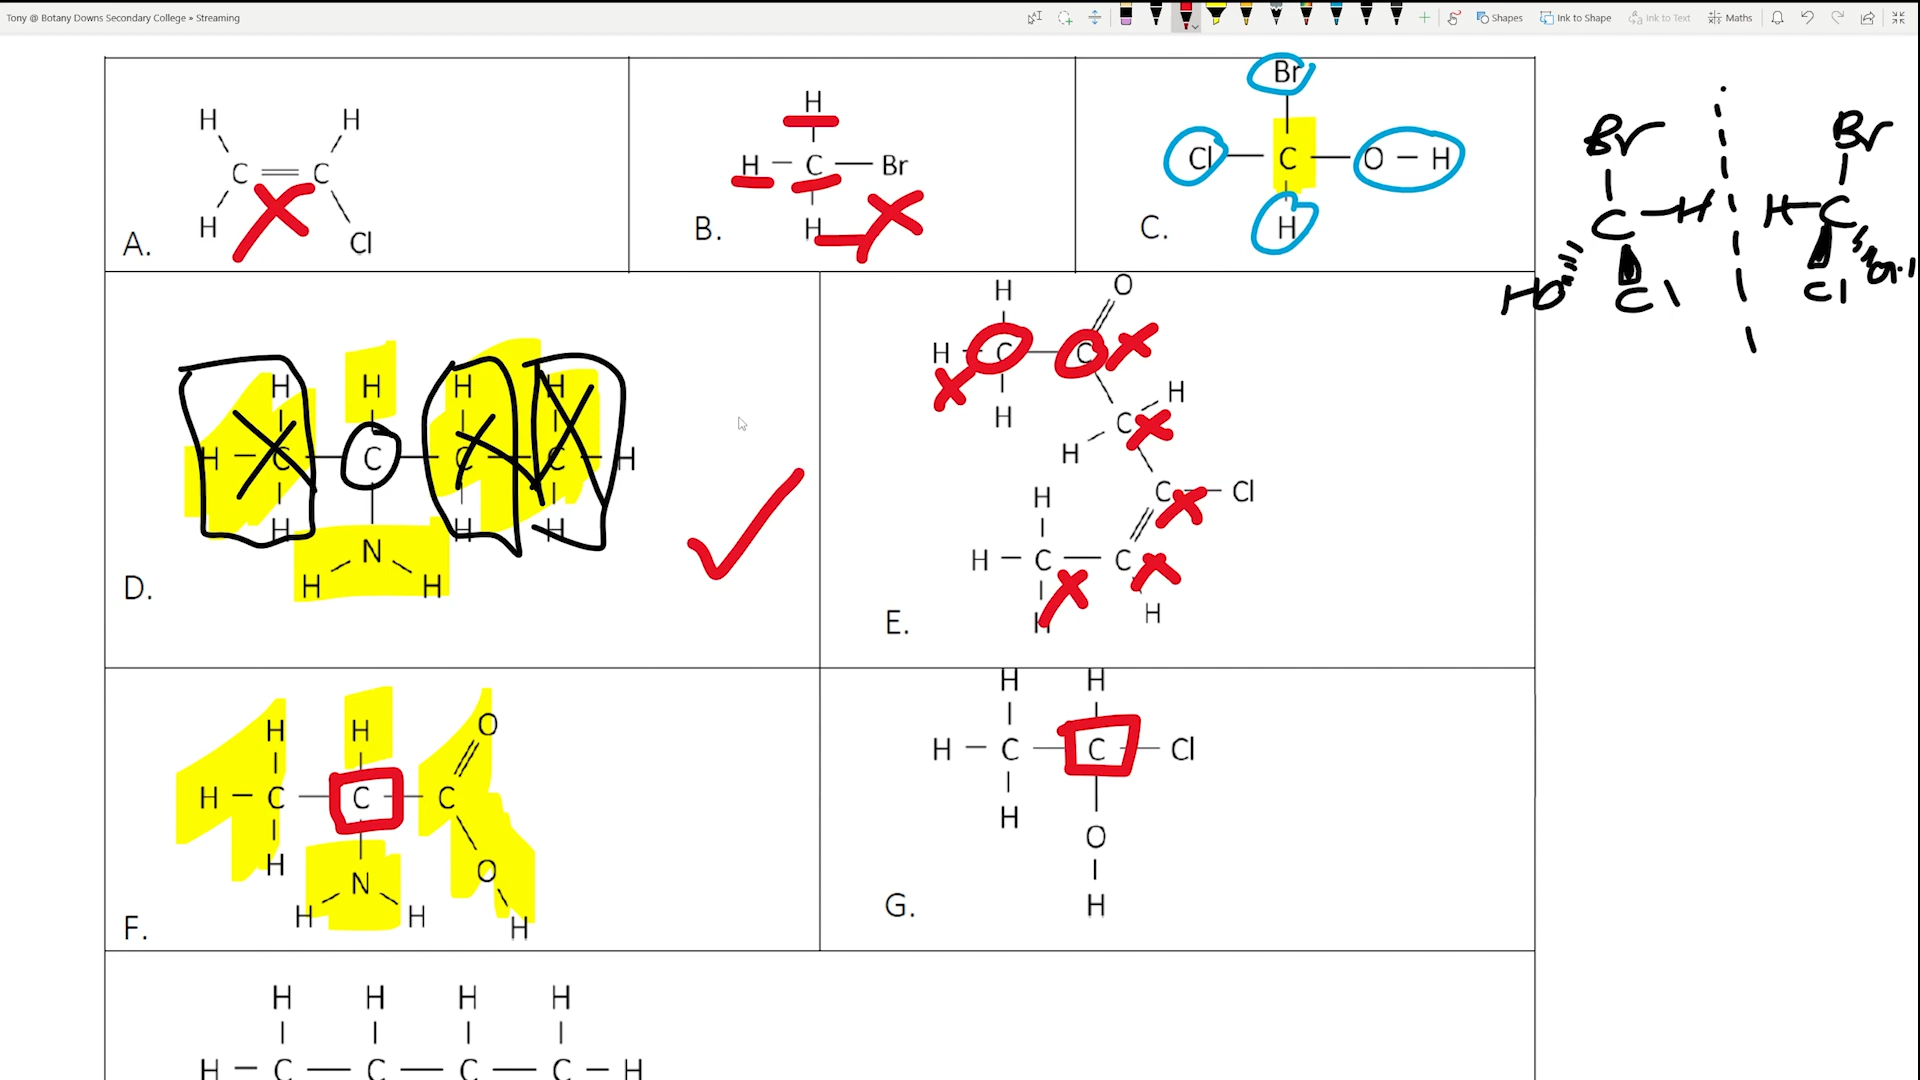 Tony @ Botany Downs Secondary College » Streaming
Shapes Ink to Shape Ink to Text Maths
H H
C = C
H Cl
A.
H
H – C – Br
H
B.
Br
Cl – C – O – H
H
C.
Br Br
C – H H – C
HO Cl Cl
H H H H
H – C – C – C – C – H
H H H
N
H H
D.
H O
H – C – C
H
C H
H
C – Cl
H
H – C – C
H H
E.
H H O
H – C – C – C
H O
N
H H H
F.
H H
H – C – C – Cl
H
O
H
G.
H H H H
H – C – C – C – C – H